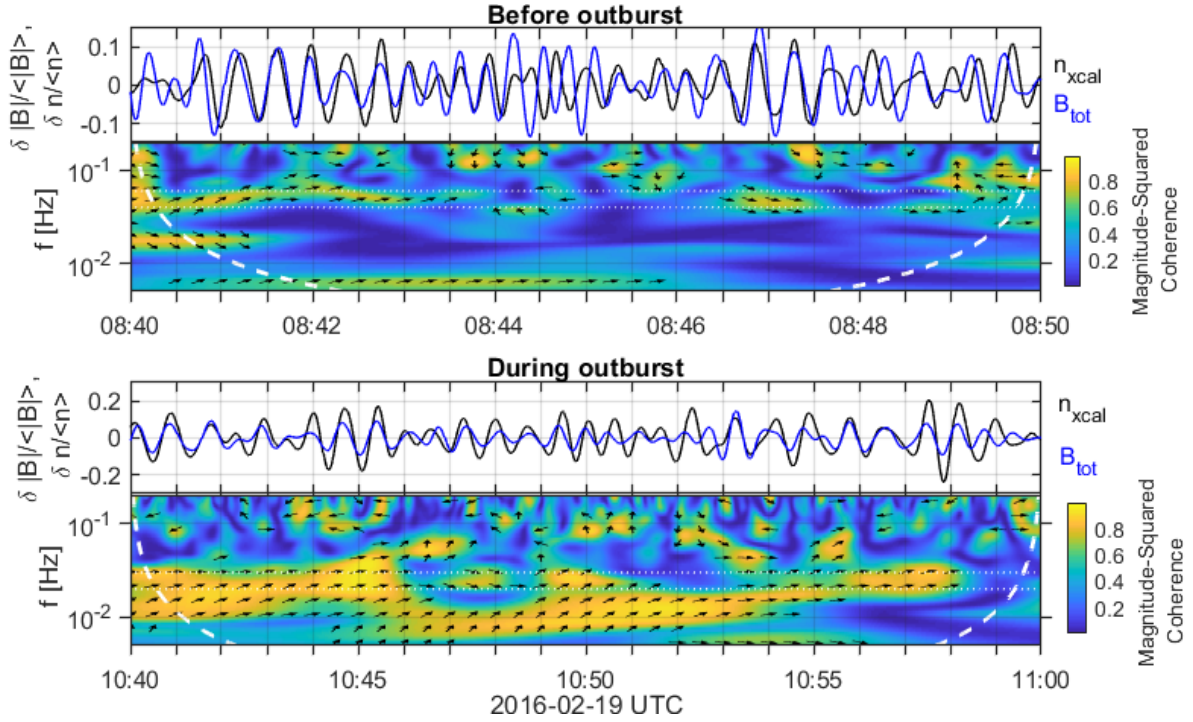 Before outburst
δ |B|/<|B|>,
δ n/<n>
0.1
0
-0.1
n_xcal
B_tot
f [Hz]
10^-1
10^-2
0.8
0.6
0.4
0.2
Magnitude-Squared
Coherence
08:40 08:42 08:44 08:46 08:48 08:50
During outburst
δ |B|/<|B|>,
δ n/<n>
0.2
0
-0.2
n_xcal
B_tot
f [Hz]
10^-1
10^-2
0.8
0.6
0.4
0.2
Magnitude-Squared
Coherence
10:40 10:45 10:50 10:55 11:00
2016-02-19 UTC